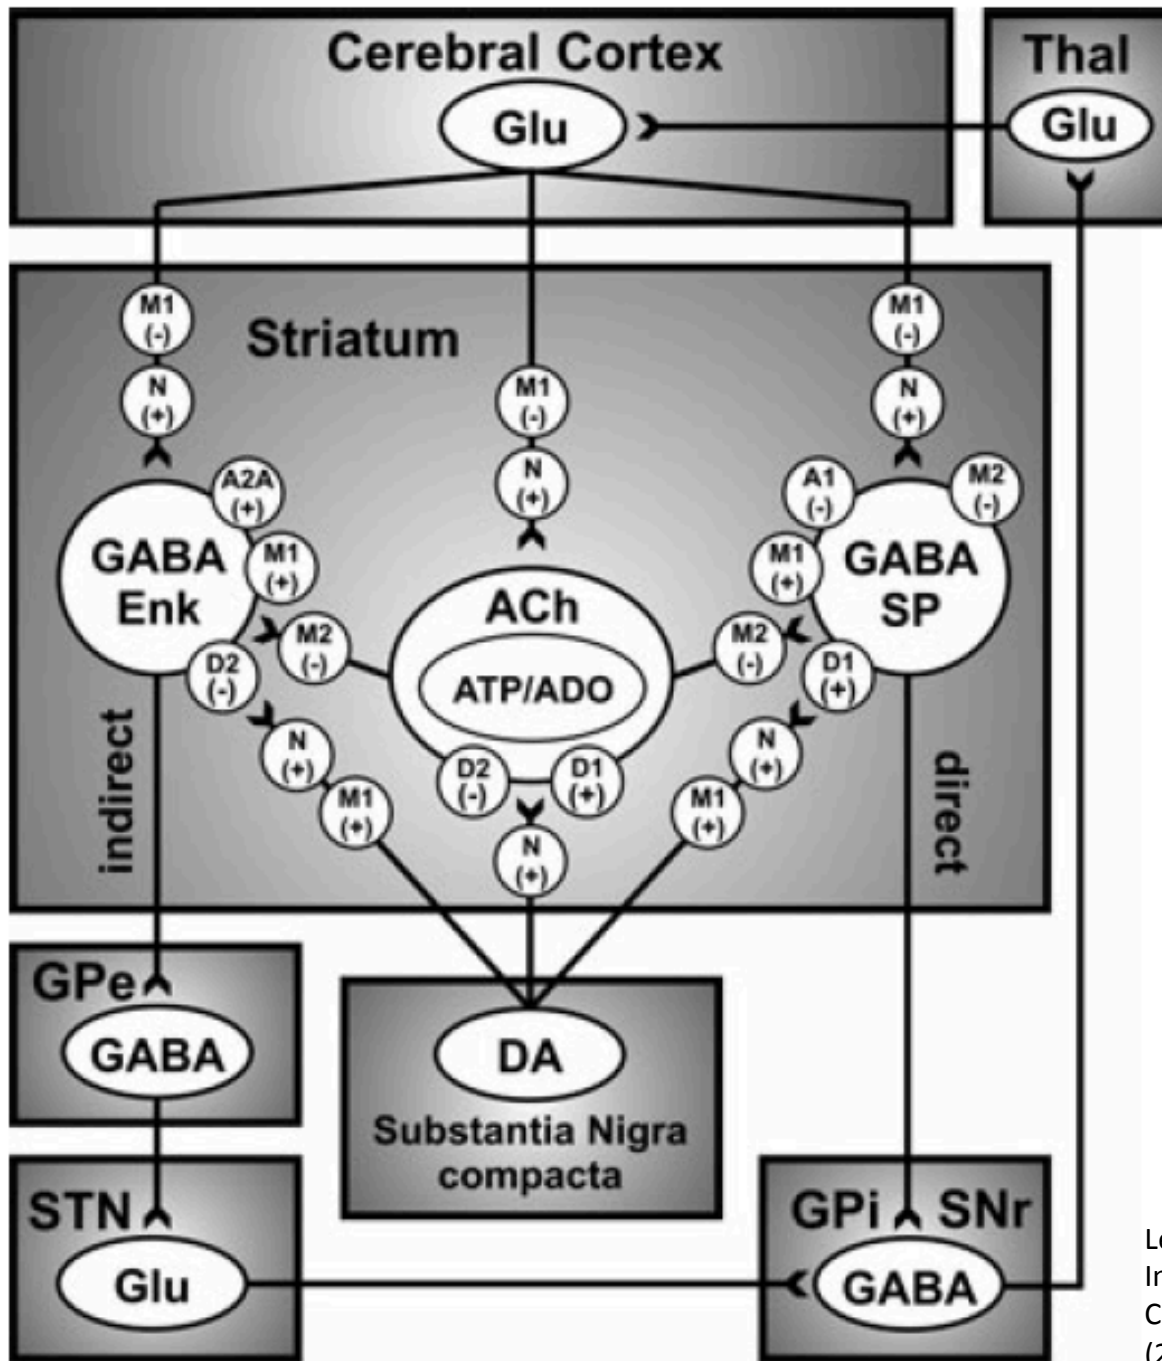 Cerebral Cortex
Glu
Thal
Glu
Striatum
M1
(-)
N
(+)
M1
(-)
N
(+)
M1
(-)
N
(+)
A2A
(+)
M1
(+)
M2
(-)
D2
(-)
GABA
Enk
N
(+)
M1
(+)
ACh
ATP/ADO
D2
(-)
D1
(+)
N
(+)
A1
(-)
M2
(-)
M1
(+)
M2
(-)
D1
(+)
GABA
SP
N
(+)
M1
(+)
indirect
direct
GPe
GABA
DA
Substantia Nigra
compacta
STN
Glu
GPi SNr
GABA